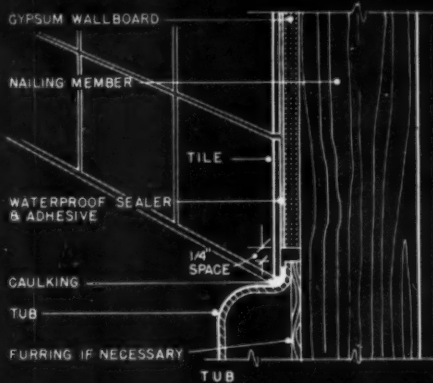 GYPSUM WALLBOARD
NAILING MEMBER
TILE
WATERPROOF SEALER
& ADHESIVE
1/4"
SPACE
CAULKING
TUB
FURRING IF NECESSARY
TUB